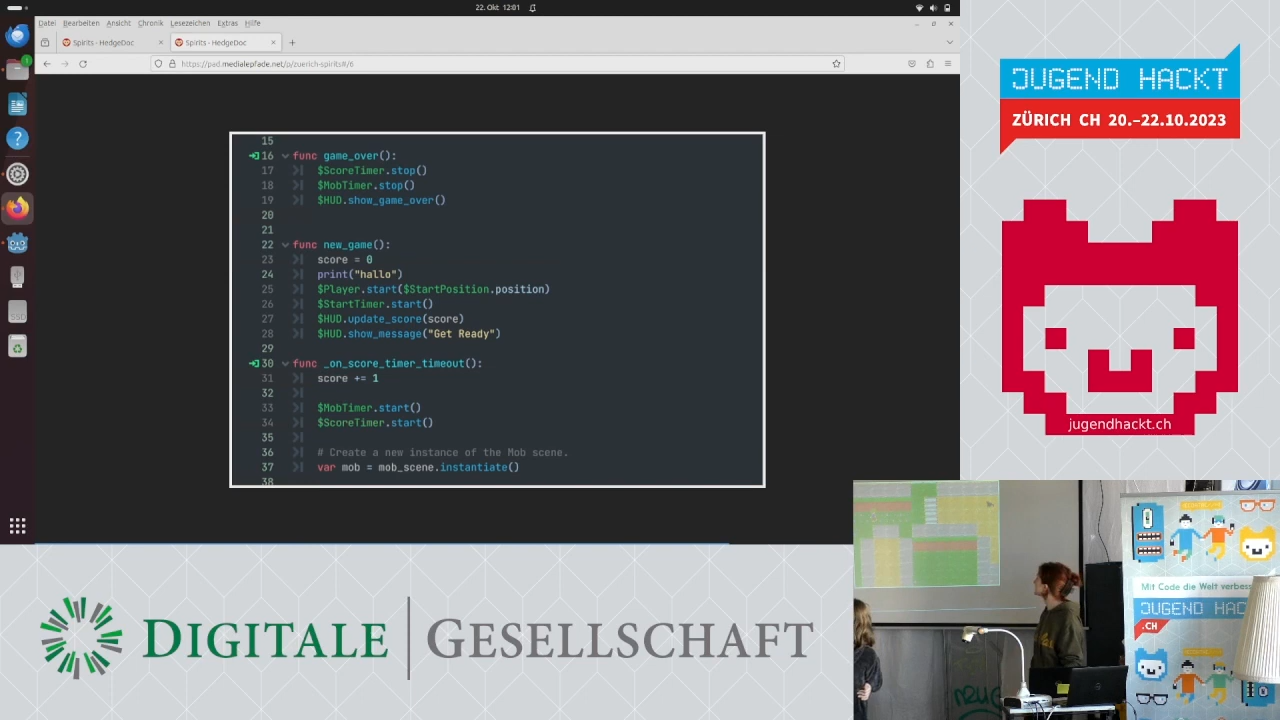 22. Okt 12:01
Datei Bearbeiten Ansicht Chronik Lesezeichen Extras Hilfe
Spirits - HedgeDoc
Spirits - HedgeDoc
https://pad.medialepfade.net/p/zuerich-spirits#/6
15
16 func game_over():
17 $ScoreTimer.stop()
18 $MobTimer.stop()
19 $HUD.show_game_over()
20
21
22 func new_game():
23 score = 0
24 print("hallo")
25 $Player.start($StartPosition.position)
26 $StartTimer.start()
27 $HUD.update_score(score)
28 $HUD.show_message("Get Ready")
29
30 func _on_score_timer_timeout():
31 score += 1
32
33 $MobTimer.start()
34 $ScoreTimer.start()
35
36 # Create a new instance of the Mob scene.
37 var mob = mob_scene.instantiate()
38
SSD
JUGEND HACKT
ZÜRICH CH 20.-22.10.2023
jugendhackt.ch
Mit Code die Welt
JUGEND HAC
.CH
DIGITALE GESELLSCHAFT